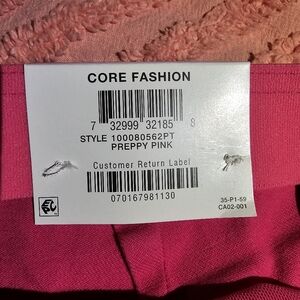 CORE FASHION
7 32999 32185 8
STYLE 100080562PT
PREPPY PINK
Customer Return Label
070167981130
35-P1-59
CA02-001